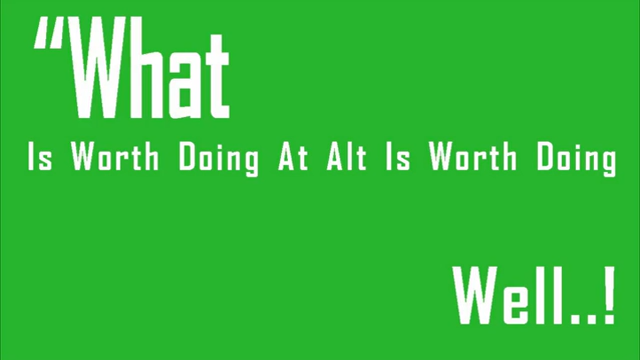 “What
Is Worth Doing At Alt Is Worth Doing
Well..!